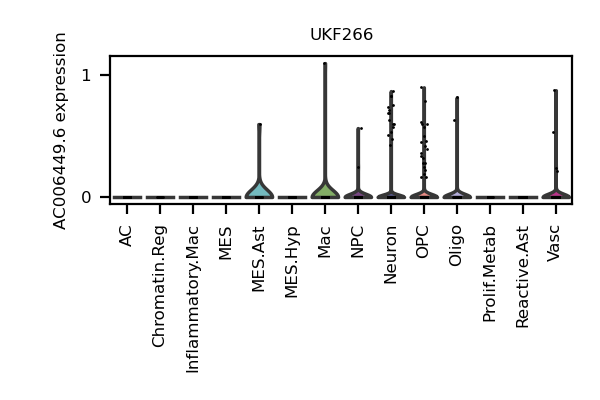 UKF266
AC006449.6 expression
1
0
AC
Chromatin.Reg
Inflammatory.Mac
MES
MES.Ast
MES.Hyp
Mac
NPC
Neuron
OPC
Oligo
Prolif.Metab
Reactive.Ast
Vasc